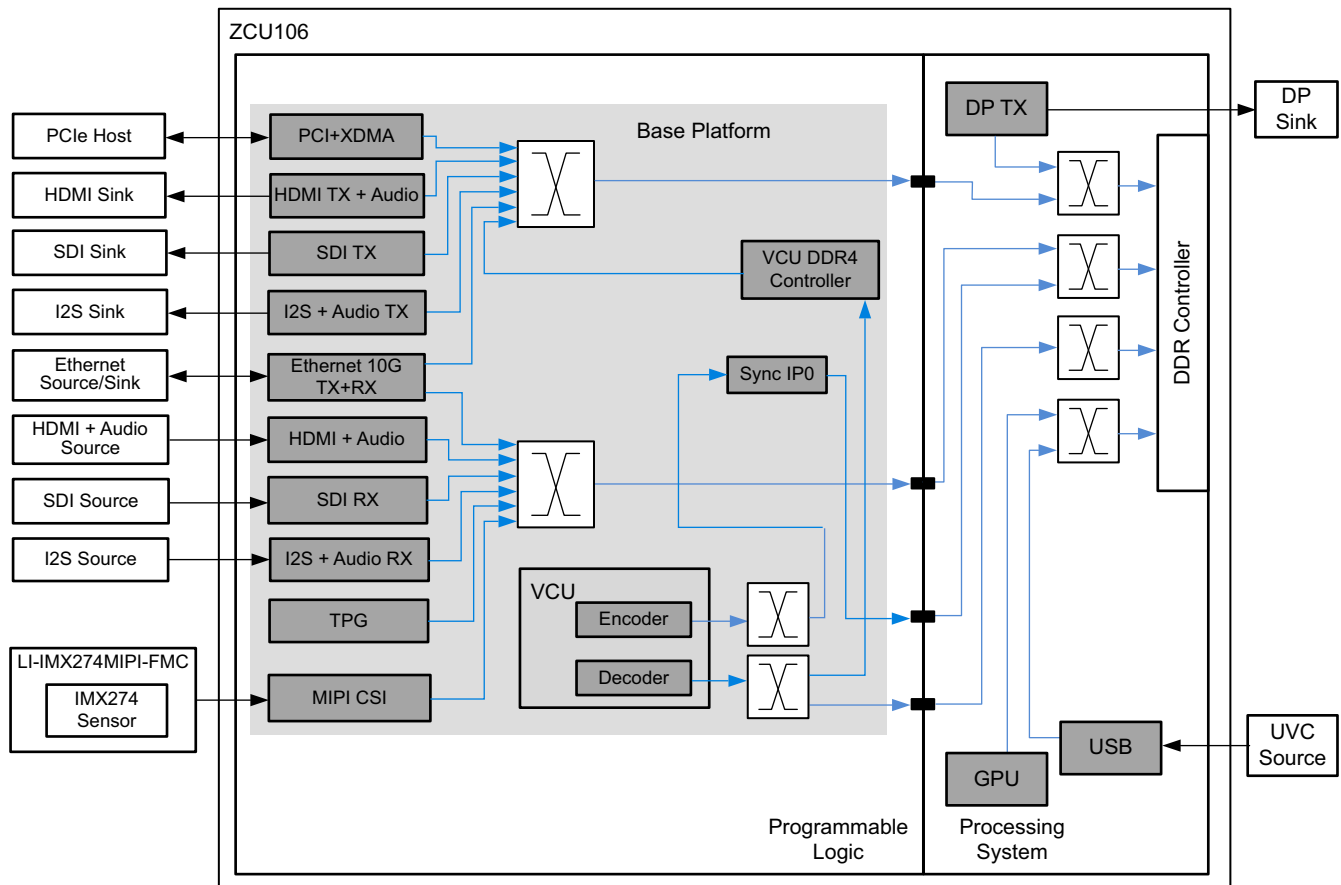 ZCU106
PCIe Host
HDMI Sink
SDI Sink
I2S Sink
Ethernet
Source/Sink
HDMI + Audio
Source
SDI Source
I2S Source
LI-IMX274MIPI-FMC
IMX274
Sensor
Base Platform
PCI+XDMA
HDMI TX + Audio
SDI TX
I2S + Audio TX
Ethernet 10G
TX+RX
HDMI + Audio
SDI RX
I2S + Audio RX
TPG
MIPI CSI
VCU DDR4
Controller
Sync IP0
VCU
Encoder
Decoder
Programmable
Logic
DP TX
DDR Controller
USB
GPU
Processing
System
DP
Sink
UVC
Source